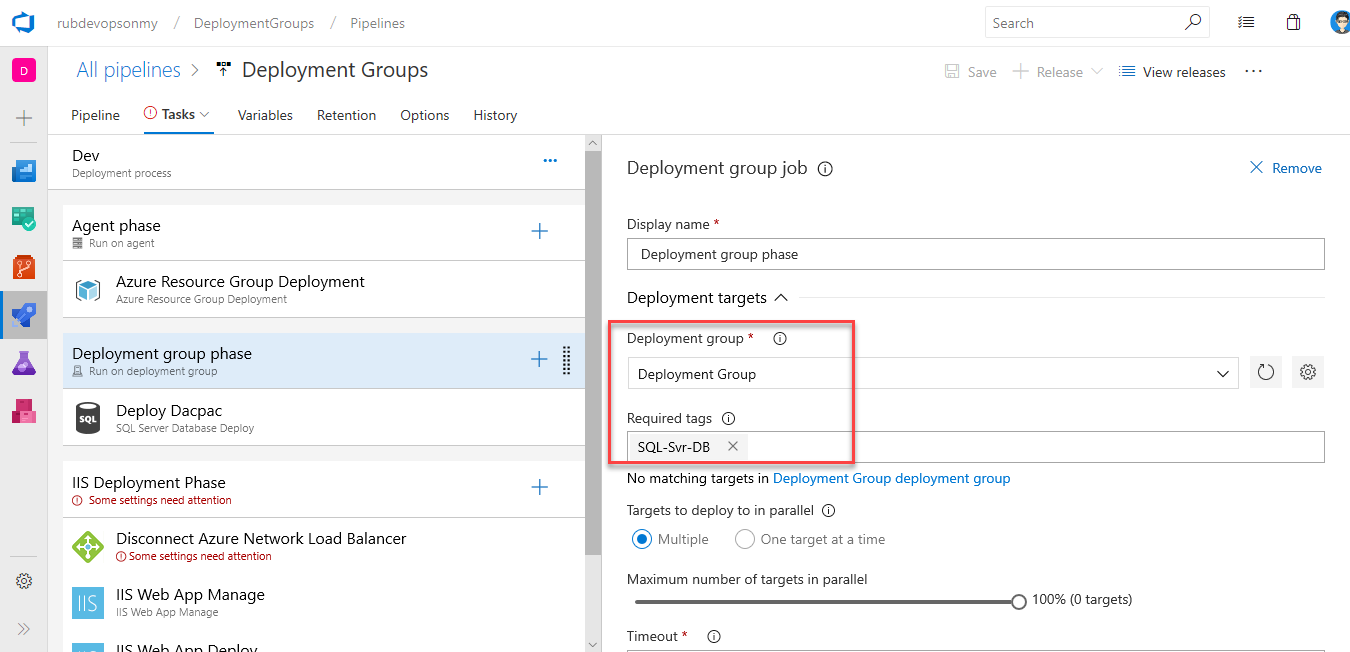 rubdevopsonmy / DeploymentGroups / Pipelines
Search
D
All pipelines > Deployment Groups
Save
Release
View releases
Pipeline
Tasks
Variables
Retention
Options
History
Dev
Deployment process
Agent phase
Run on agent
Azure Resource Group Deployment
Azure Resource Group Deployment
Deployment group phase
Run on deployment group
SQL
Deploy Dacpac
SQL Server Database Deploy
IIS Deployment Phase
Some settings need attention
Disconnect Azure Network Load Balancer
Some settings need attention
IIS
IIS Web App Manage
IIS Web App Manage
IIS Web App Deploy
Deployment group job
Remove
Display name *
Deployment group phase
Deployment targets
Deployment group *
Deployment Group
Required tags
SQL-Svr-DB
No matching targets in Deployment Group deployment group
Targets to deploy to in parallel
Multiple
One target at a time
Maximum number of targets in parallel
100% (0 targets)
Timeout *